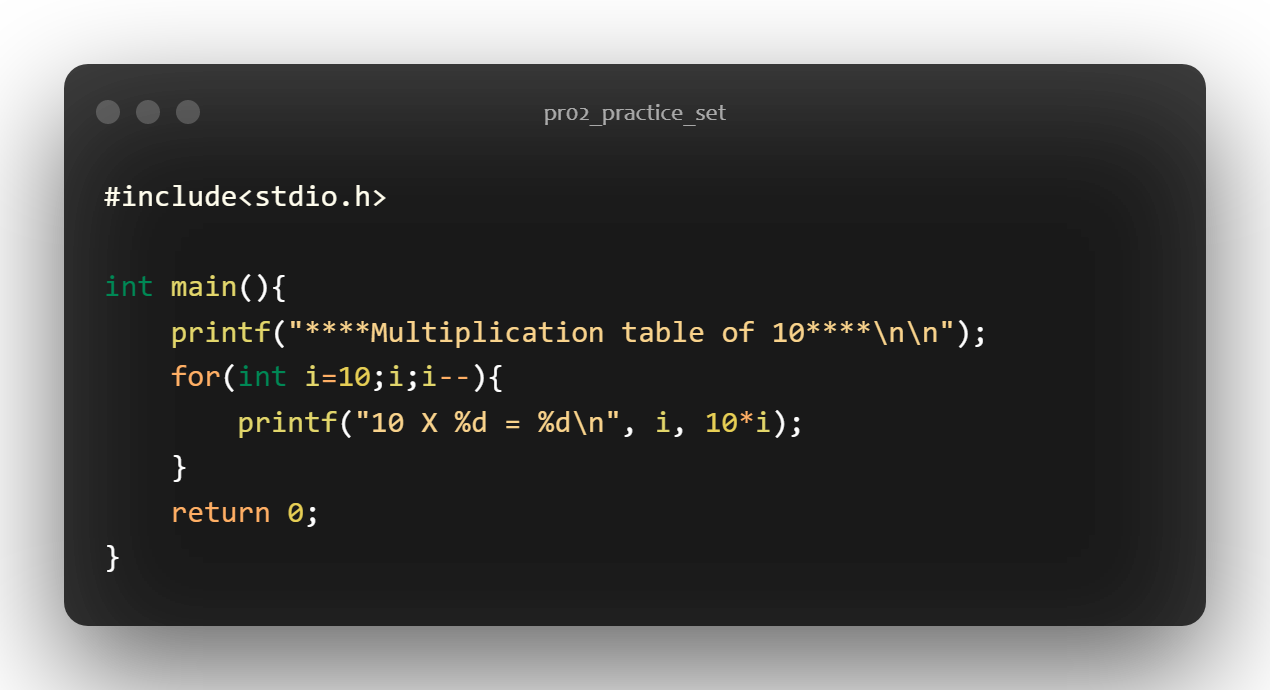 pr02_practice_set
#include<stdio.h>
int main(){
    printf("****Multiplication table of 10****\n\n");
    for(int i=10;i;i--){
        printf("10 X %d = %d\n", i, 10*i);
    }
    return 0;
}